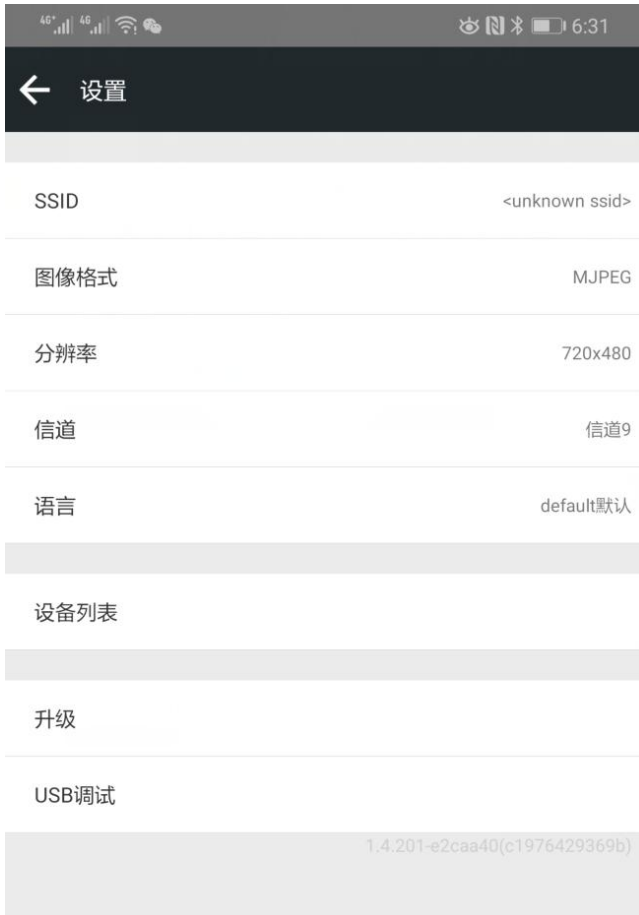 4G+ 4G 6:31
设置
SSID <unknown ssid>
图像格式 MJPEG
分辨率 720x480
信道 信道9
语言 default默认
设备列表
升级
USB调试
1.4.201-e2caa40(c1976429369b)